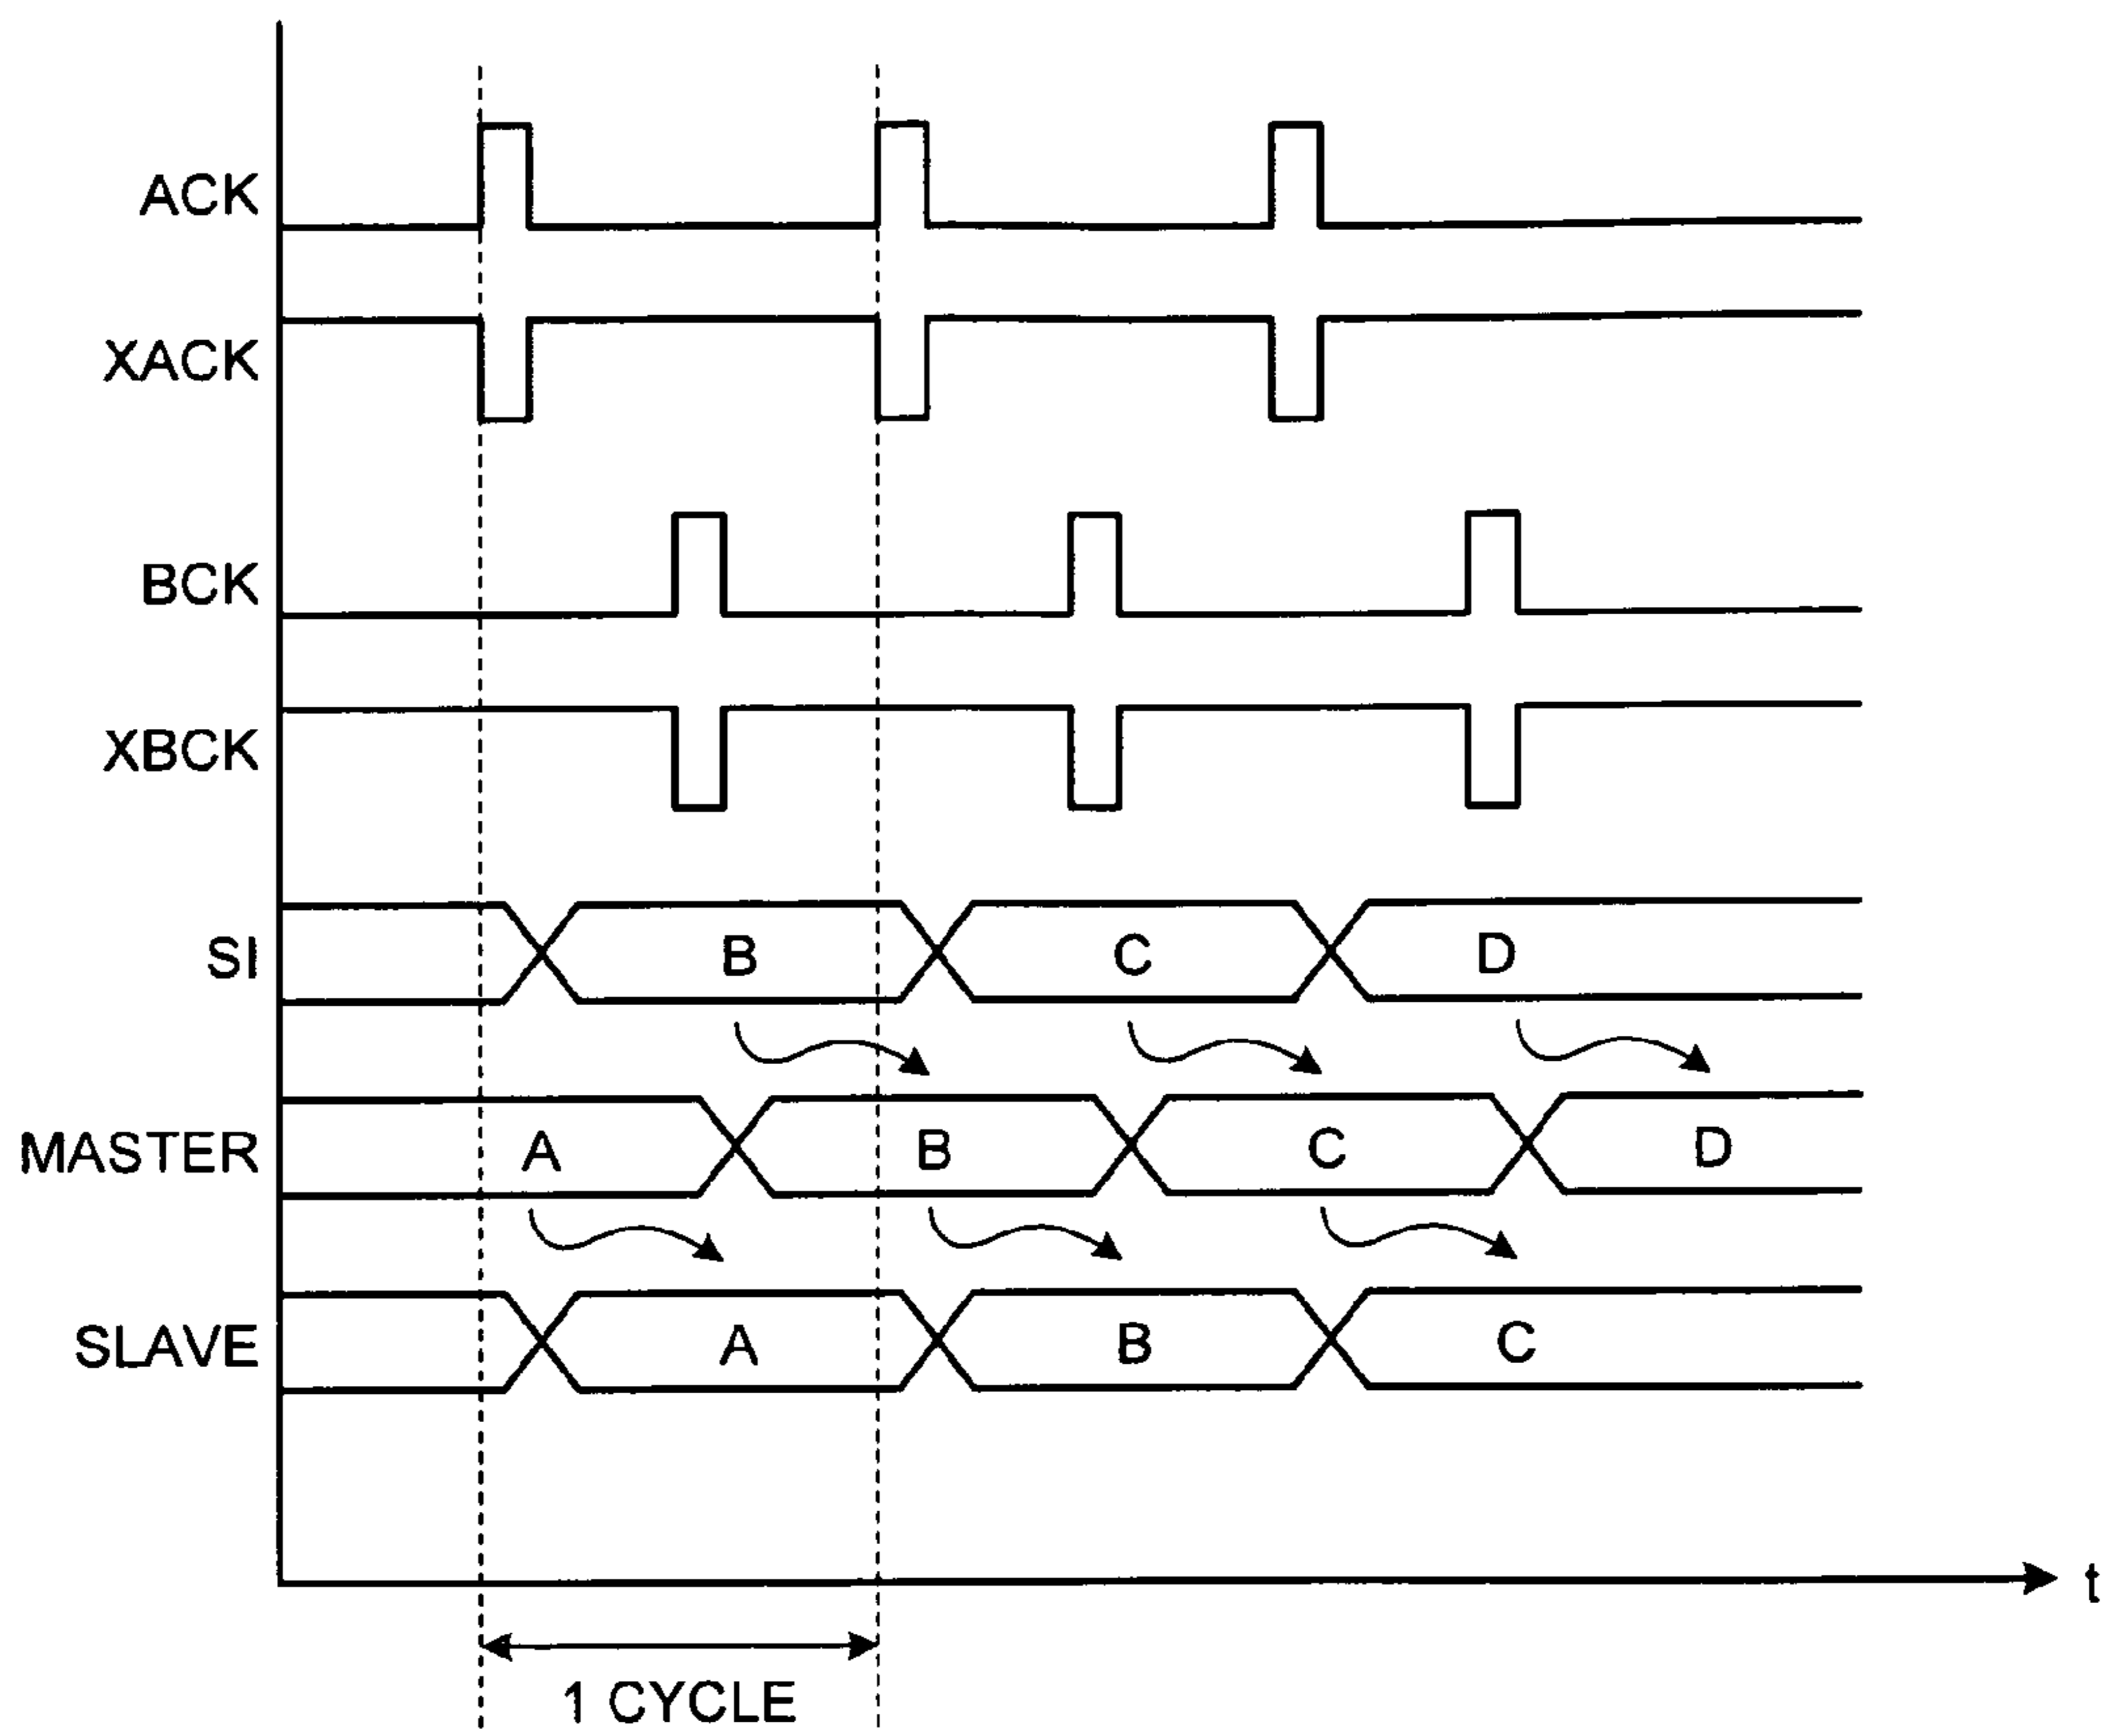 ACK
XACK
BCK
XBCK
SI B C D
MASTER A B C D
SLAVE A B C
t
1 CYCLE